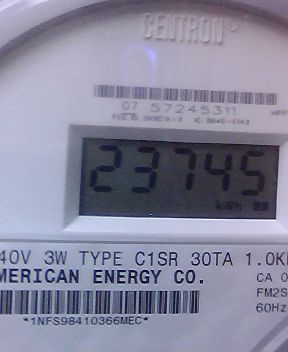 CENTRON
07 57245311
23745
kWh
40V 3W TYPE C1SR 30TA 1.0K
MERICAN ENERGY CO.
CA 0
FM2S
60Hz
*1NFS98410366MEC*